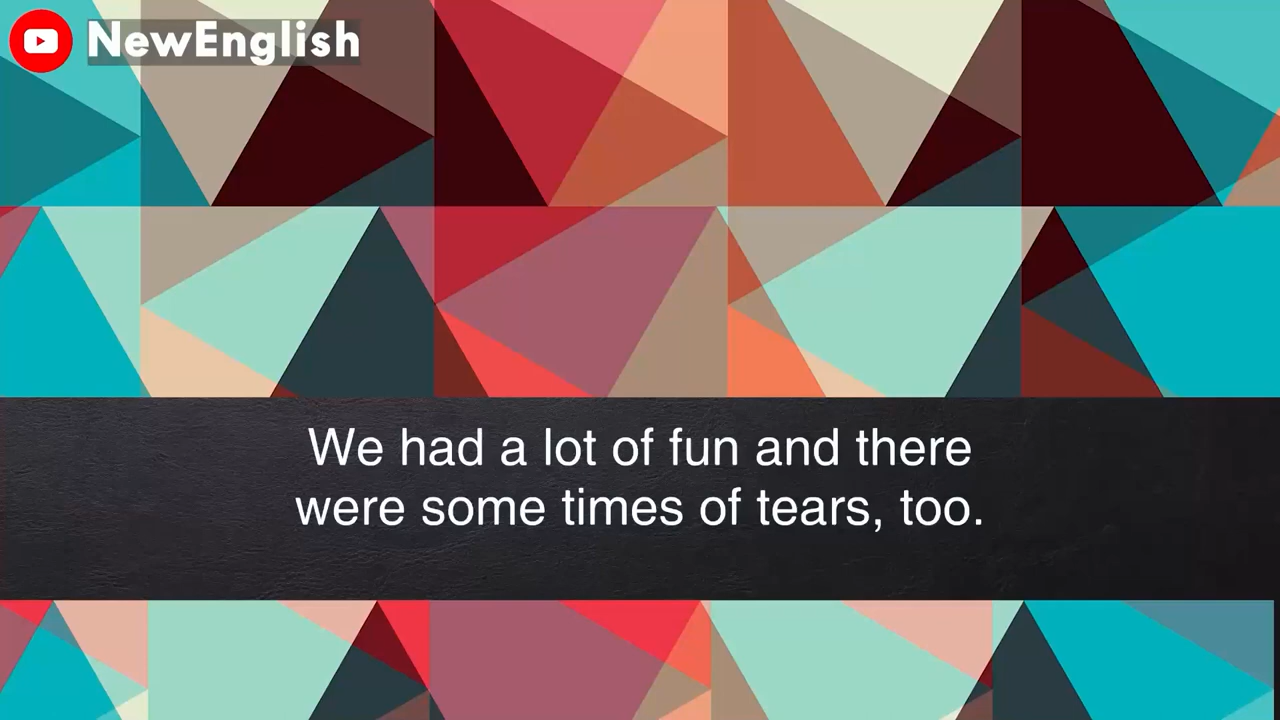 NewEnglish
We had a lot of fun and there
were some times of tears, too.